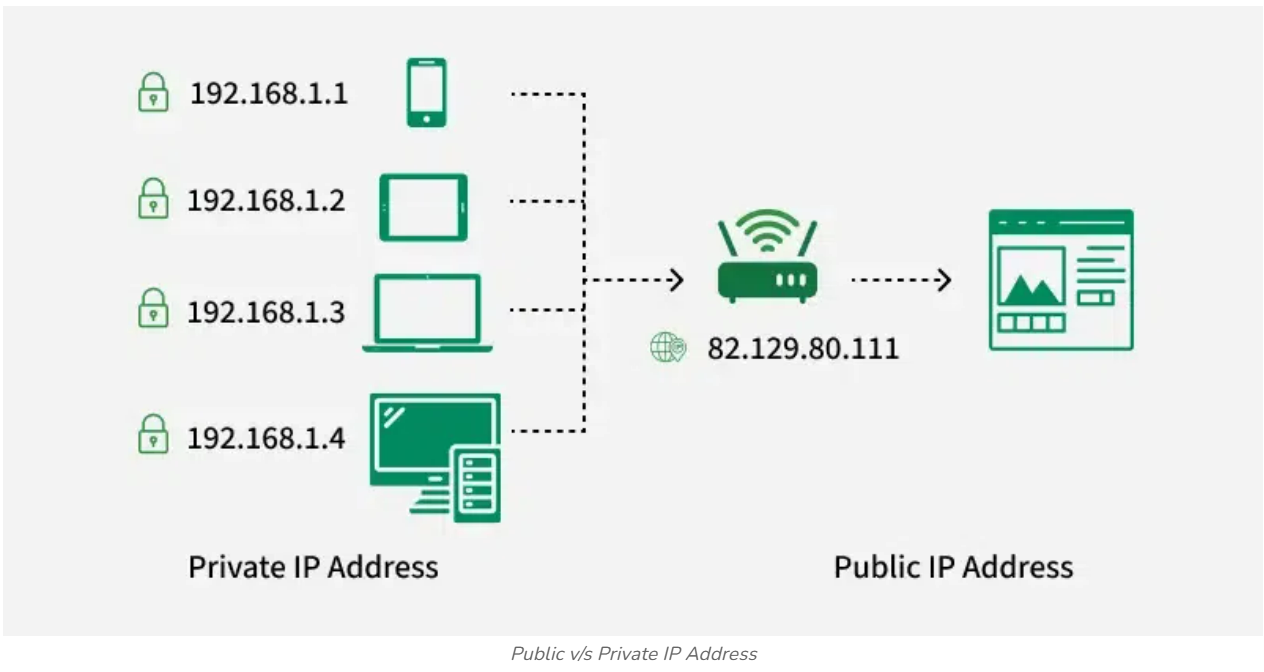 192.168.1.1
192.168.1.2
192.168.1.3
192.168.1.4
82.129.80.111
Private IP Address
Public IP Address
Public v/s Private IP Address